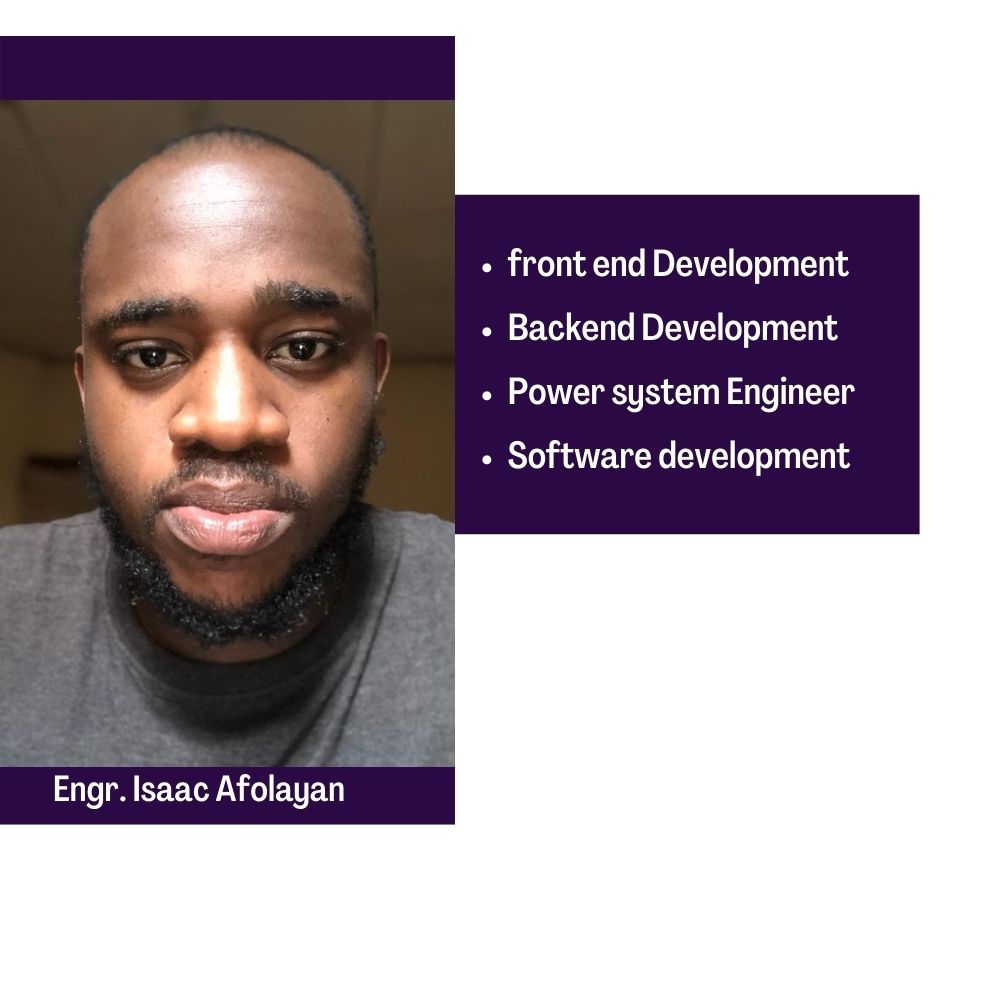 front end Development
Backend Development
Power system Engineer
Software development
Engr. Isaac Afolayan